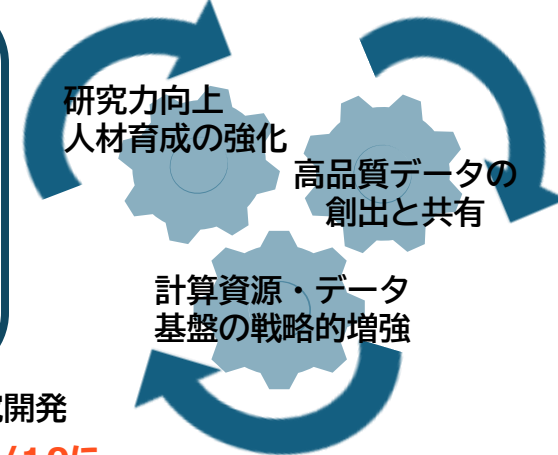 研究力向上
人材育成の強化
高品質データの
創出と共有
計算資源・データ
基盤の戦略的増強
開発